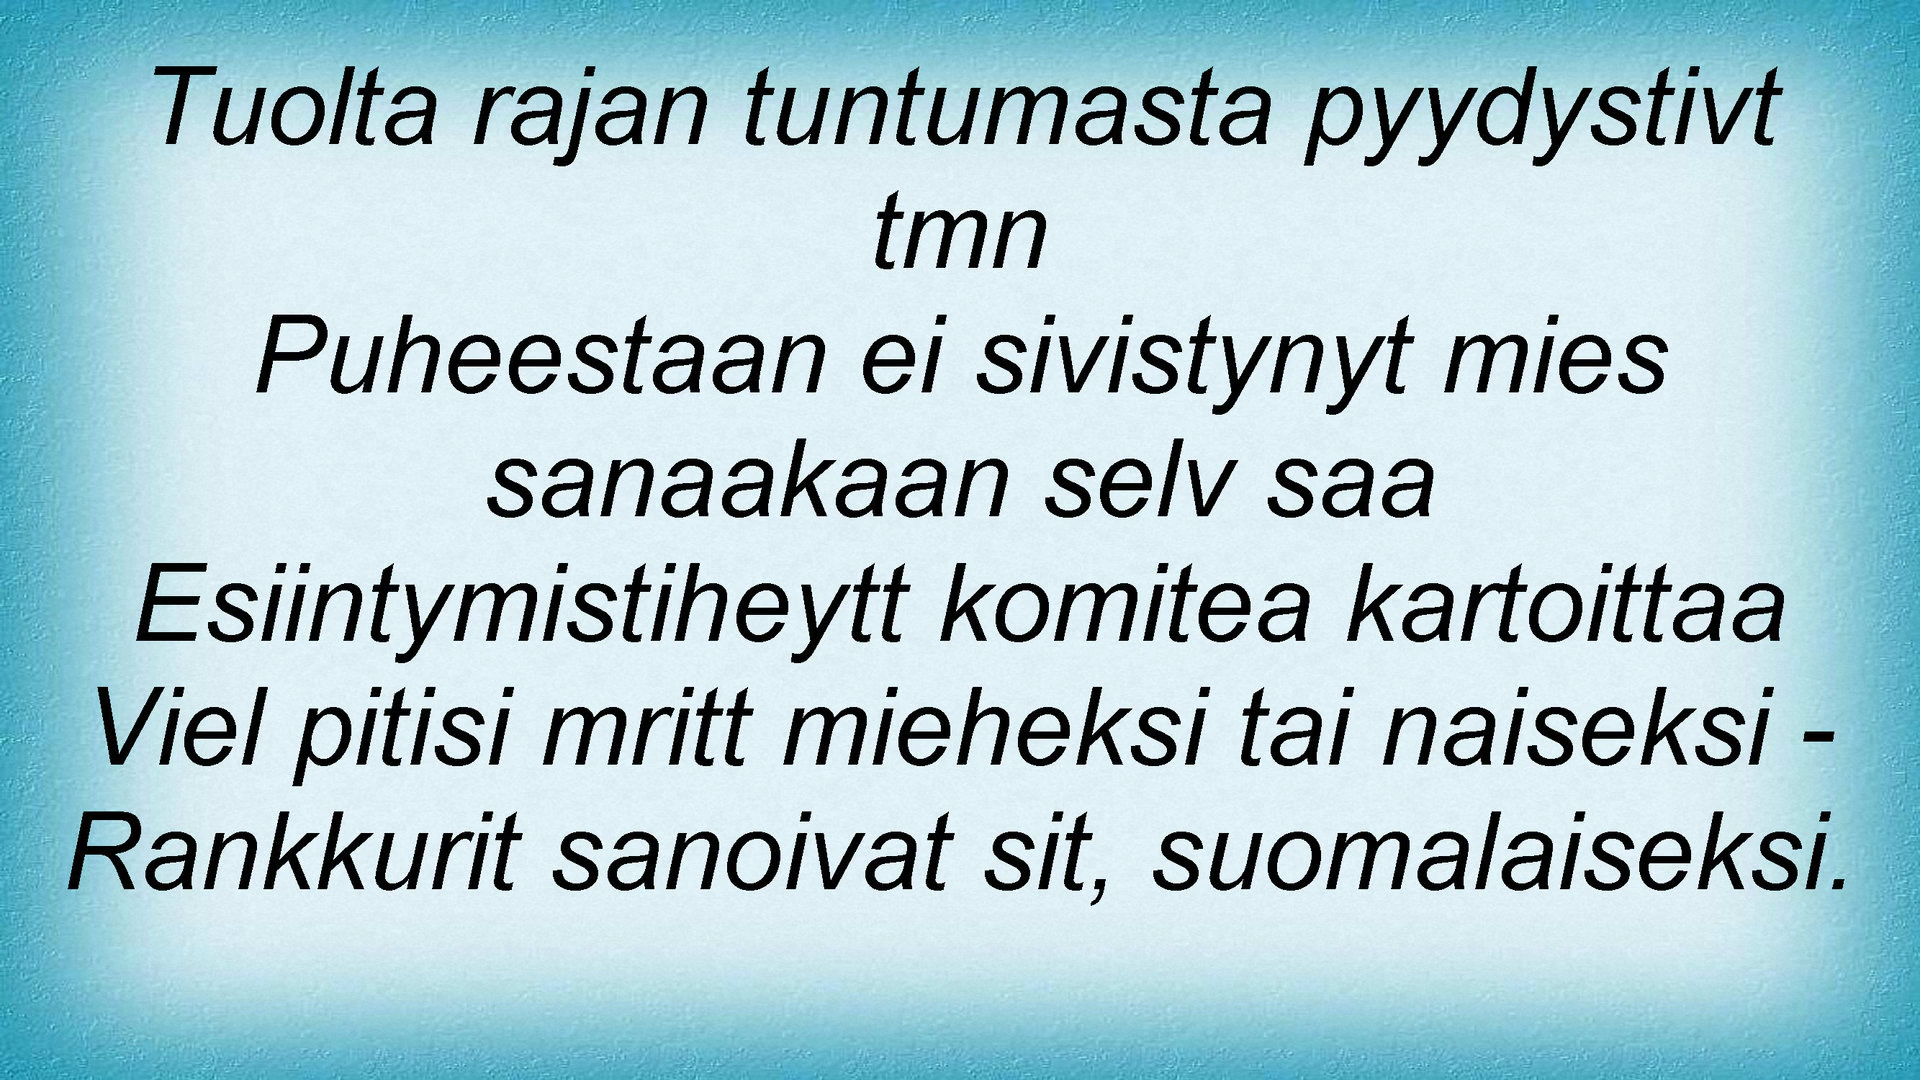 Tuolta rajan tuntumasta pyydystivt
tmn
Puheestaan ei sivistynyt mies
sanaakaan selv saa
Esiintymistiheytt komitea kartoittaa
Viel pitisi mritt mieheksi tai naiseksi -
Rankkurit sanoivat sit, suomalaiseksi.